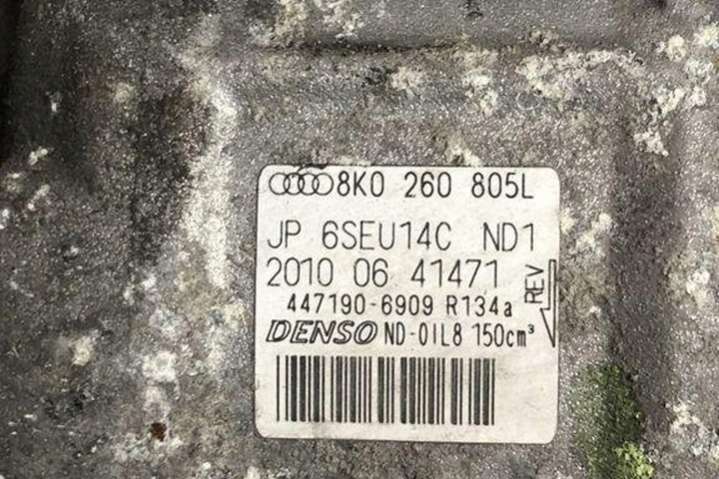 8K0 260 805L
JP 6SEU14C ND1
2010 06 41471
REV
447190-6909 R134a
DENSO ND-OIL8 150cm³